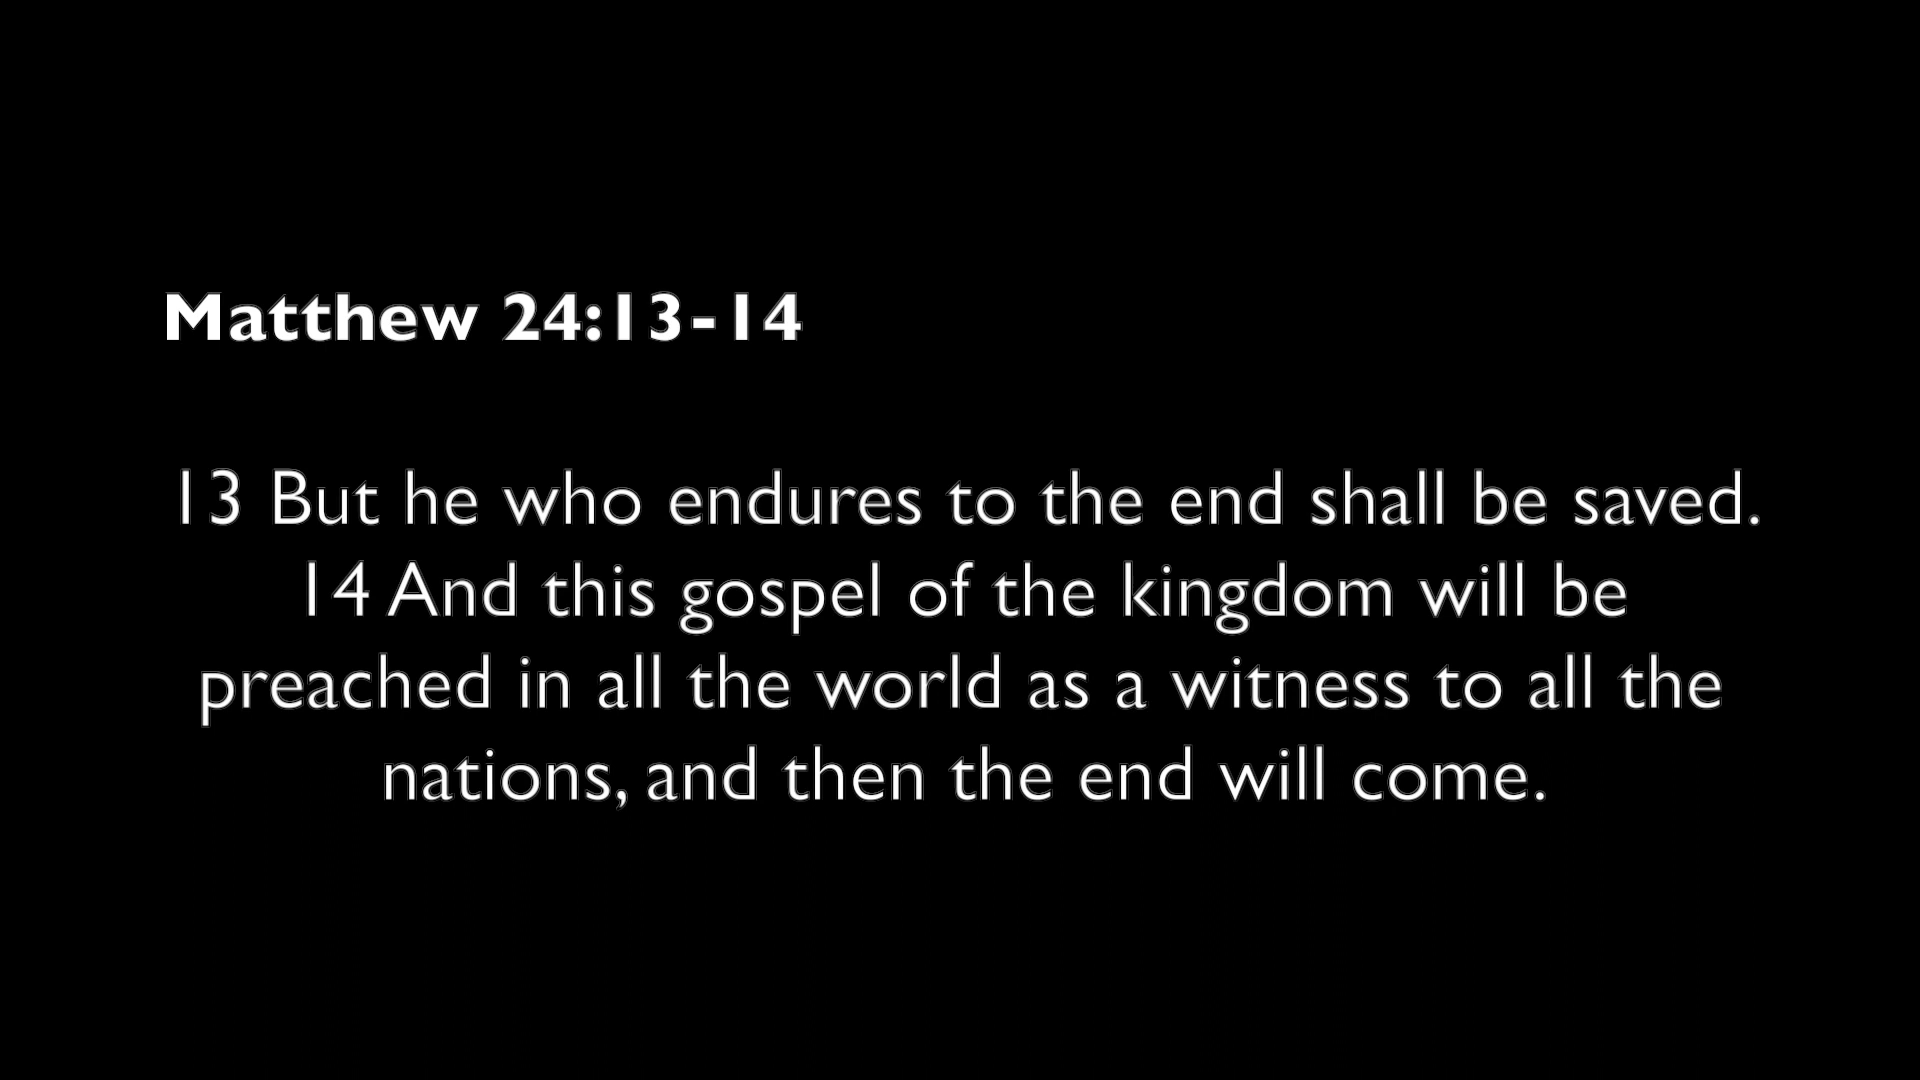 Matthew 24:13-14
13 But he who endures to the end shall be saved.
14 And this gospel of the kingdom will be
preached in all the world as a witness to all the
nations, and then the end will come.